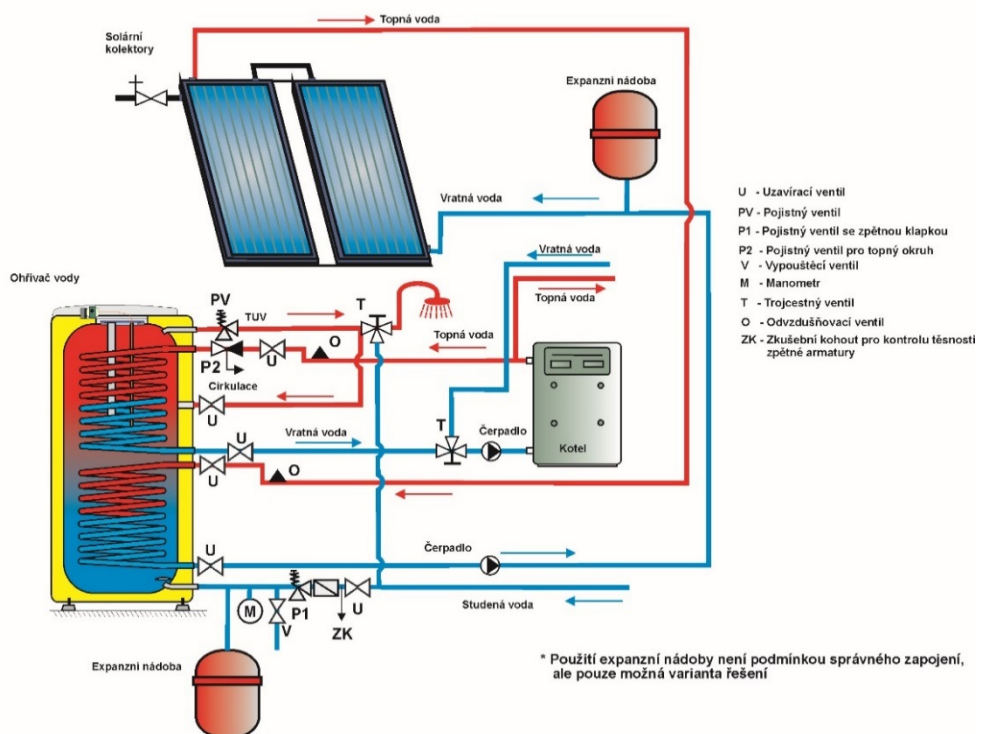 Topná voda
Solární
kolektory
Expanzni nádoba
Vratná voda
U - Uzavírací ventil
PV - Pojistný ventil
P1 - Pojistný ventil se zpětnou klapkou
P2 - Pojistný ventil pro topný okruh
V - Vypouštěcí ventil
M - Manometr
T - Trojcestný ventil
O - Odvzdušňovací ventil
ZK - Zkušební kohout pro kontrolu těsnosti
zpětné armatury
Vratná voda
Topná voda
Ohřívač vody
PV
TUV
T
Topná voda
O
P2
U
Cirkulace
U
Vratná voda
U
T
Čerpadlo
Kotel
U
O
U
Čerpadlo
M
V
P1
ZK
U
Studená voda
Expanzni nádoba
* Použití expanzní nádoby není podmínkou správného zapojení,
ale pouze možná varianta řešení